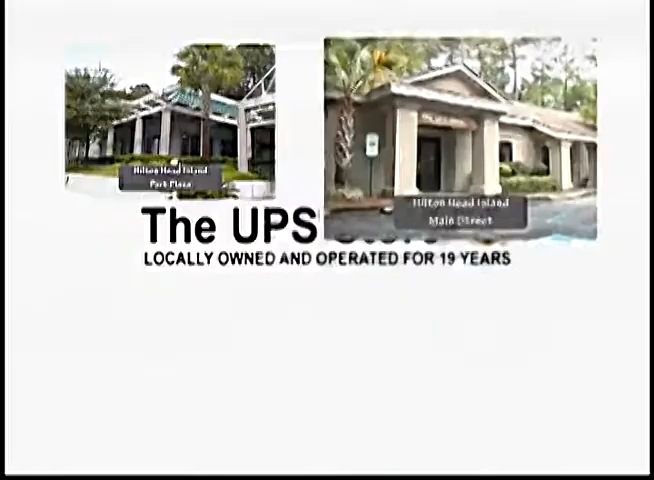 Hilton Head Island
Park Plaza
Hilton Head Island
Main Street
The UPS
LOCALLY OWNED AND OPERATED FOR 19 YEARS